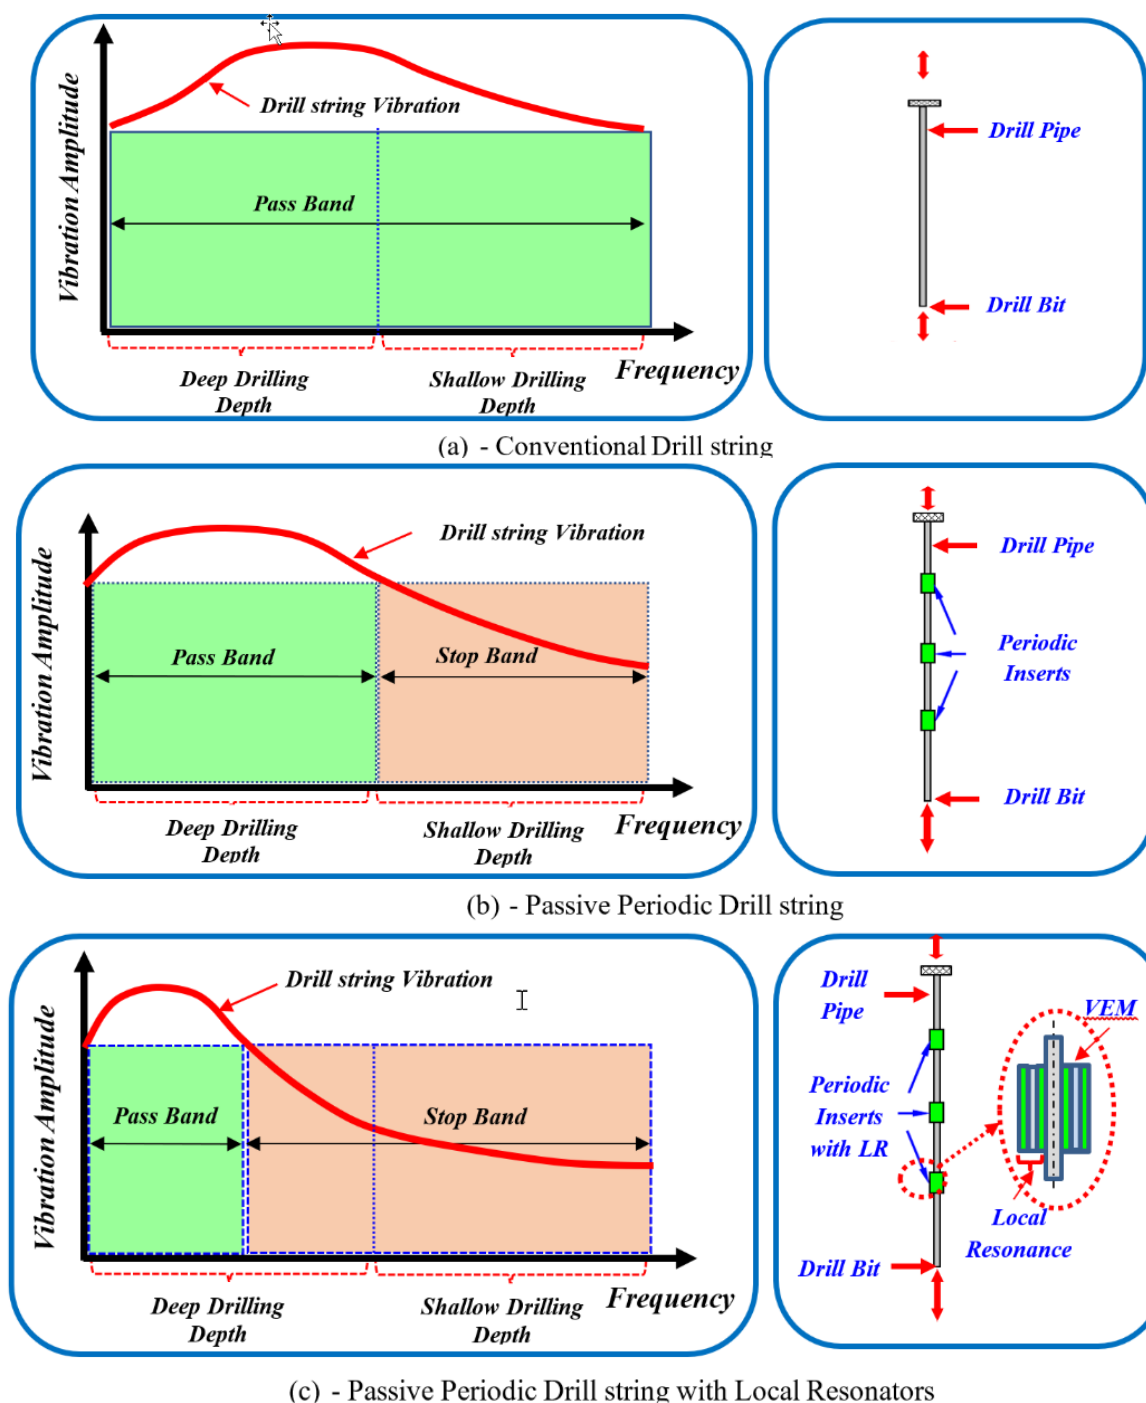 Vibration Amplitude
Drill string Vibration
Pass Band
Deep Drilling
Depth
Shallow Drilling
Depth
Frequency
Drill Pipe
Drill Bit
(a) - Conventional Drill string
Vibration Amplitude
Drill string Vibration
Pass Band
Stop Band
Deep Drilling
Depth
Shallow Drilling
Depth
Frequency
Drill Pipe
Periodic
Inserts
Drill Bit
(b) - Passive Periodic Drill string
Vibration Amplitude
Drill string Vibration
Pass Band
Stop Band
Deep Drilling
Depth
Shallow Drilling
Depth
Frequency
Drill
Pipe
VEM
Periodic
Inserts
with LR
Local
Resonance
Drill Bit
(c) - Passive Periodic Drill string with Local Resonators